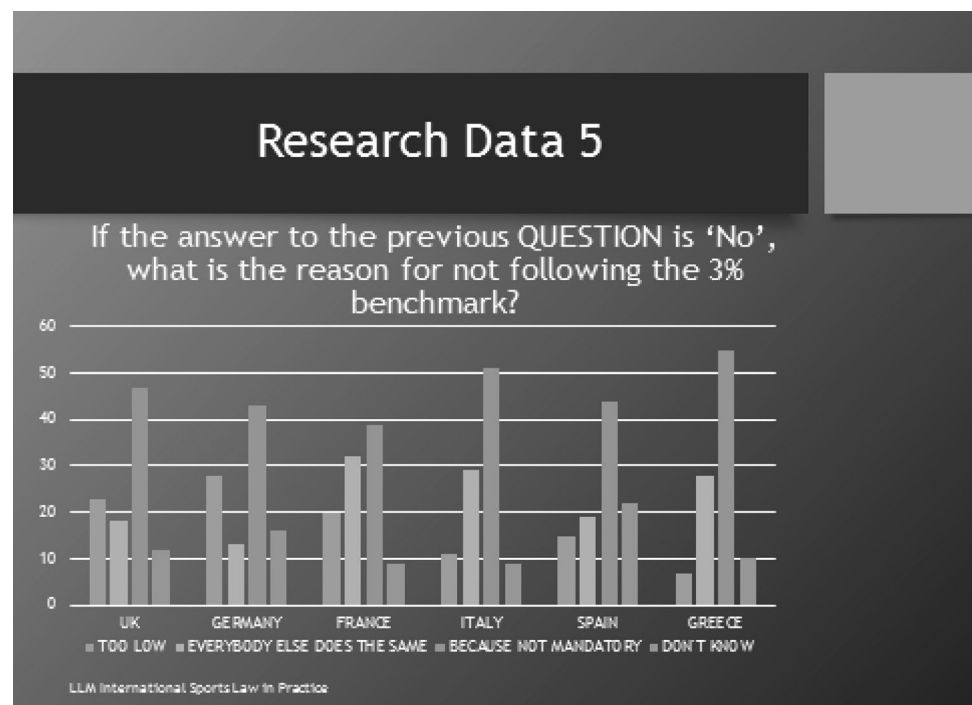 Research Data 5
If the answer to the previous QUESTION is ‘No’,
what is the reason for not following the 3%
benchmark?
60
50
40
30
20
10
0
UK GERMANY FRANCE ITALY SPAIN GREECE
TOO LOW EVERYBODY ELSE DOES THE SAME BECAUSE NOT MANDATORY DON'T KNOW
LLM International Sports Law in Practice